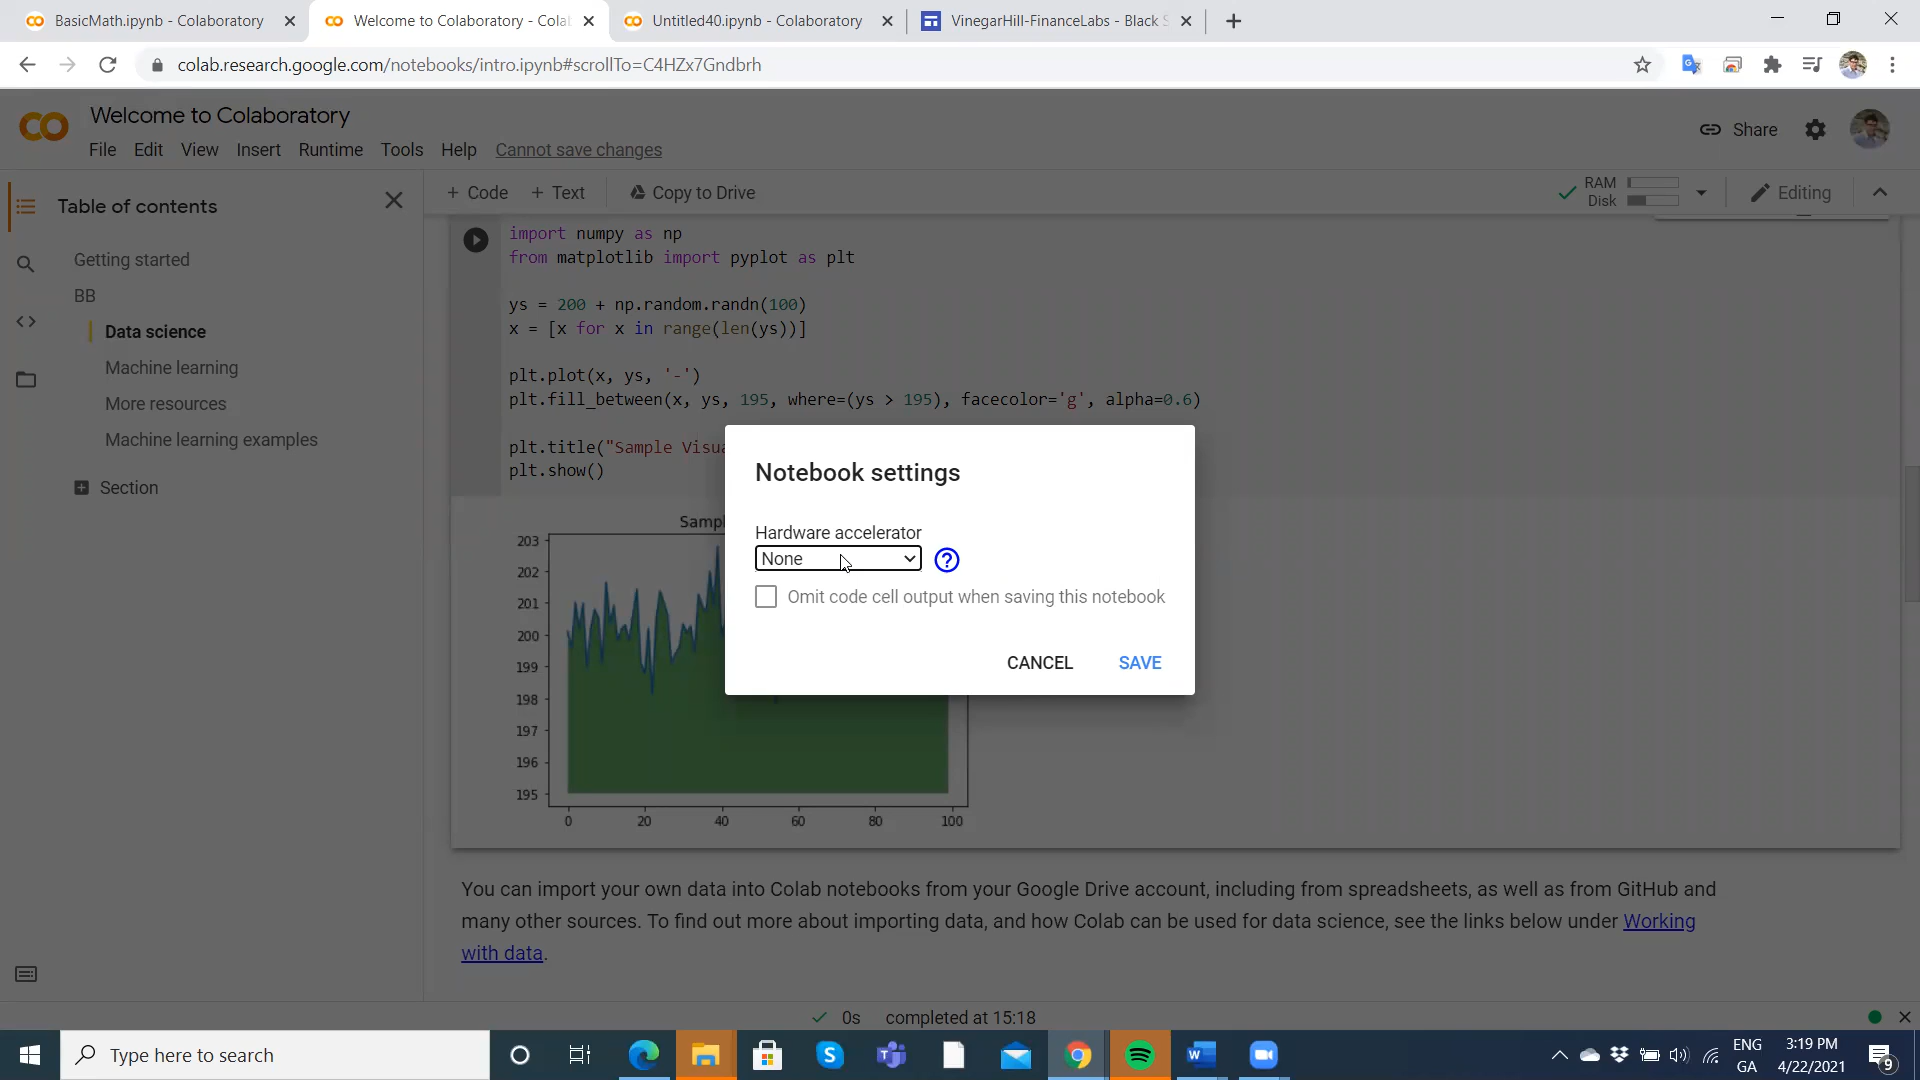 BasicMath.ipynb - Colaboratory
Welcome to Colaboratory - Cola
Untitled40.ipynb - Colaboratory
VinegarHill-FinanceLabs - Black S
colab.research.google.com/notebooks/intro.ipynb#scrollTo=C4HZx7Gndbrh
Welcome to Colaboratory
File Edit View Insert Runtime Tools Help Cannot save changes
Share
Table of contents
+ Code + Text Copy to Drive
RAM
Disk
Editing
Getting started
BB
Data science
Machine learning
More resources
Machine learning examples
Section
import numpy as np
from matplotlib import pyplot as plt
ys = 200 + np.random.randn(100)
x = [x for x in range(len(ys))]
plt.plot(x, ys, '-')
plt.fill_between(x, ys, 195, where=(ys > 195), facecolor='g', alpha=0.6)
plt.title("Sample Visua
plt.show()
Notebook settings
Hardware accelerator
None
Omit code cell output when saving this notebook
CANCEL SAVE
Sampl
203
202
201
200
199
198
197
196
195
0 20 40 60 80 100
You can import your own data into Colab notebooks from your Google Drive account, including from spreadsheets, as well as from GitHub and
many other sources. To find out more about importing data, and how Colab can be used for data science, see the links below under Working
with data.
0s completed at 15:18
Type here to search
ENG
GA
3:19 PM
4/22/2021
9